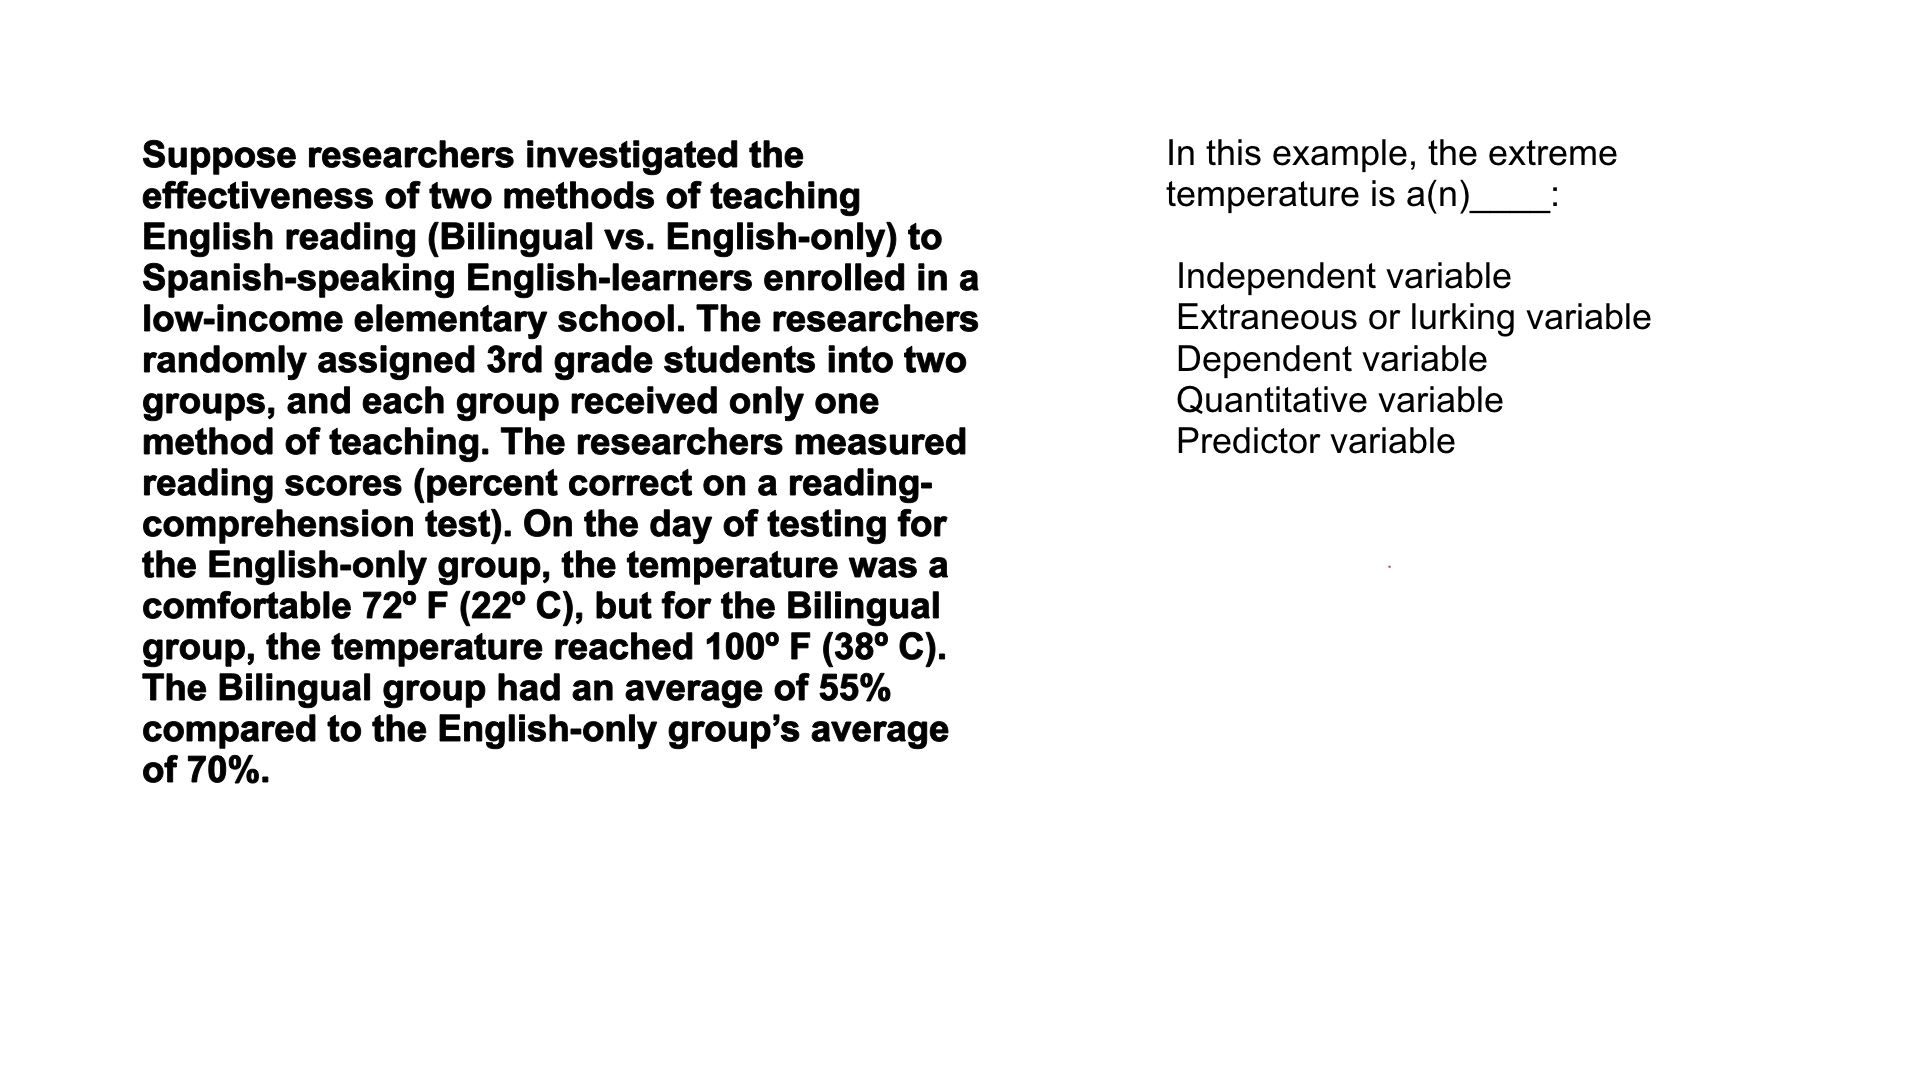 Suppose researchers investigated the
effectiveness of two methods of teaching
English reading (Bilingual vs. English-only) to
Spanish-speaking English-learners enrolled in a
low-income elementary school. The researchers
randomly assigned 3rd grade students into two
groups, and each group received only one
method of teaching. The researchers measured
reading scores (percent correct on a reading-
comprehension test). On the day of testing for
the English-only group, the temperature was a
comfortable 72º F (22º C), but for the Bilingual
group, the temperature reached 100º F (38º C).
The Bilingual group had an average of 55%
compared to the English-only group’s average
of 70%.
In this example, the extreme
temperature is a(n)____:
Independent variable
Extraneous or lurking variable
Dependent variable
Quantitative variable
Predictor variable